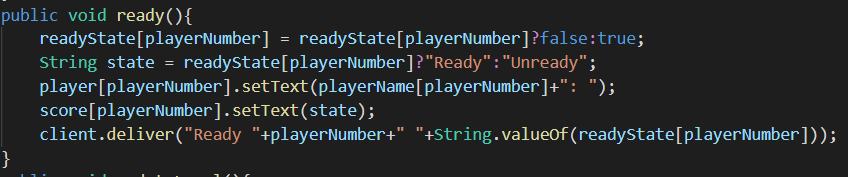 public void ready(){
readyState[playerNumber] = readyState[playerNumber]?false:true;
String state = readyState[playerNumber]?"Ready":"Unready";
player[playerNumber].setText(playerName[playerNumber]+": ");
score[playerNumber].setText(state);
client.deliver("Ready "+playerNumber+" "+String.valueOf(readyState[playerNumber]));
}